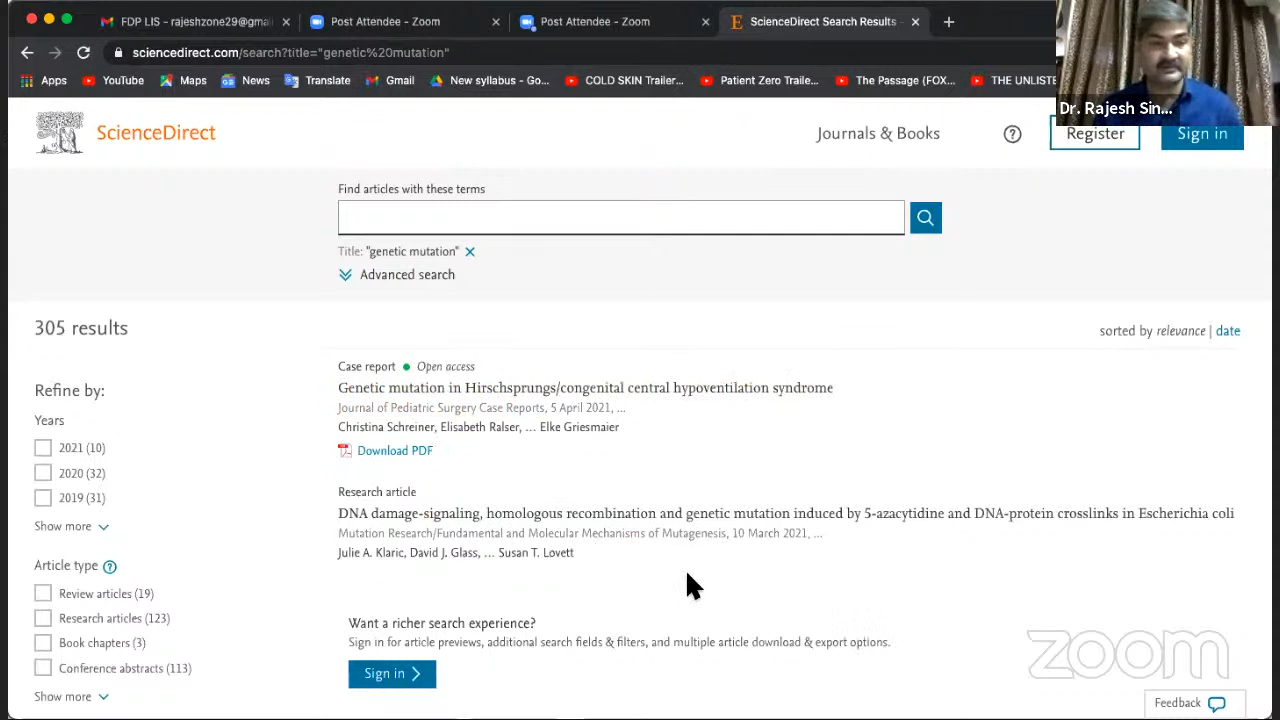 FDP LIS - rajeshzone29@gmai
Post Attendee - Zoom
Post Attendee - Zoom
ScienceDirect Search Results -
sciencedirect.com/search?title="genetic%20mutation"
Apps
YouTube
Maps
News
Translate
Gmail
New syllabus - Go...
COLD SKIN Trailer...
Patient Zero Traile...
The Passage (FOX...
THE UNLISTE
Dr. Rajesh Sin...
ScienceDirect
Journals & Books
Register
Sign in
Find articles with these terms
Title: "genetic mutation"
Advanced search
305 results
sorted by relevance | date
Refine by:
Years
2021 (10)
2020 (32)
2019 (31)
Show more
Article type
Review articles (19)
Research articles (123)
Book chapters (3)
Conference abstracts (113)
Show more
Case report Open access
Genetic mutation in Hirschsprungs/congenital central hypoventilation syndrome
Journal of Pediatric Surgery Case Reports, 5 April 2021, ...
Christina Schreiner, Elisabeth Ralser, ... Elke Griesmaier
Download PDF
Research article
DNA damage-signaling, homologous recombination and genetic mutation induced by 5-azacytidine and DNA-protein crosslinks in Escherichia coli
Mutation Research/Fundamental and Molecular Mechanisms of Mutagenesis, 10 March 2021, ...
Julie A. Klaric, David J. Glass, ... Susan T. Lovett
Want a richer search experience?
Sign in for article previews, additional search fields & filters, and multiple article download & export options.
Sign in
zoom
Feedback